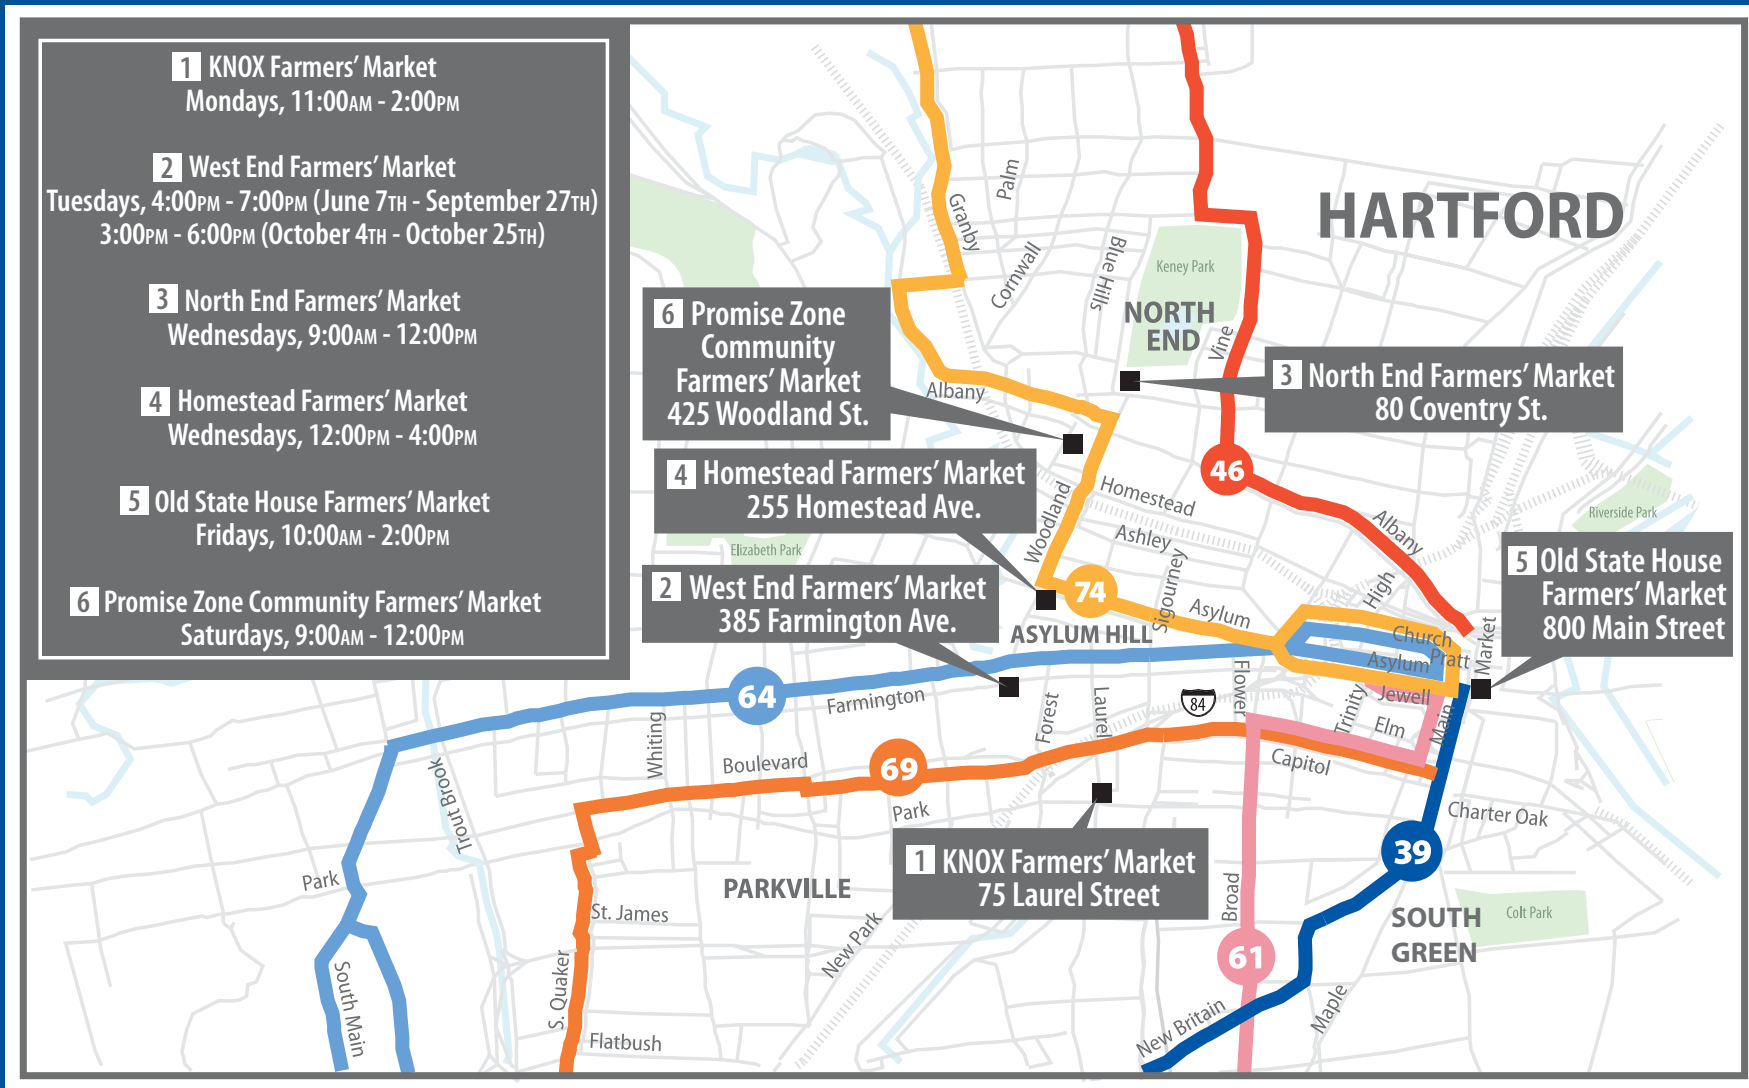 1 KNOX Farmers' Market
Mondays, 11:00AM - 2:00PM
2 West End Farmers' Market
Tuesdays, 4:00PM - 7:00PM (June 7TH - September 27TH)
3:00PM - 6:00PM (October 4TH - October 25TH)
3 North End Farmers' Market
Wednesdays, 9:00AM - 12:00PM
4 Homestead Farmers' Market
Wednesdays, 12:00PM - 4:00PM
5 Old State House Farmers' Market
Fridays, 10:00AM - 2:00PM
6 Promise Zone Community Farmers' Market
Saturdays, 9:00AM - 12:00PM
HARTFORD
Palm
Granby
Cornwall
Blue Hills
Keney Park
NORTH
END
Vine
6 Promise Zone
Community
Farmers' Market
425 Woodland St.
Albany
3 North End Farmers' Market
80 Coventry St.
46
4 Homestead Farmers' Market
255 Homestead Ave.
Woodland
Homestead
Ashley
Sigourney
Albany
Riverside Park
Elizabeth Park
5 Old State House
Farmers' Market
800 Main Street
2 West End Farmers' Market
385 Farmington Ave.
74
High
Asylum
ASYLUM HILL
Church
Asylum
Pratt
Market
64
Farmington
Flower
Trinity
Jewell
Elm
Main
84
Forest
Laurel
Whiting
Boulevard
69
Capitol
Park
Trout Brook
Charter Oak
39
1 KNOX Farmers' Market
75 Laurel Street
Park
PARKVILLE
St. James
Broad
SOUTH
GREEN
Colt Park
New Park
61
S. Quaker
South Main
Flatbush
New Britain
Maple